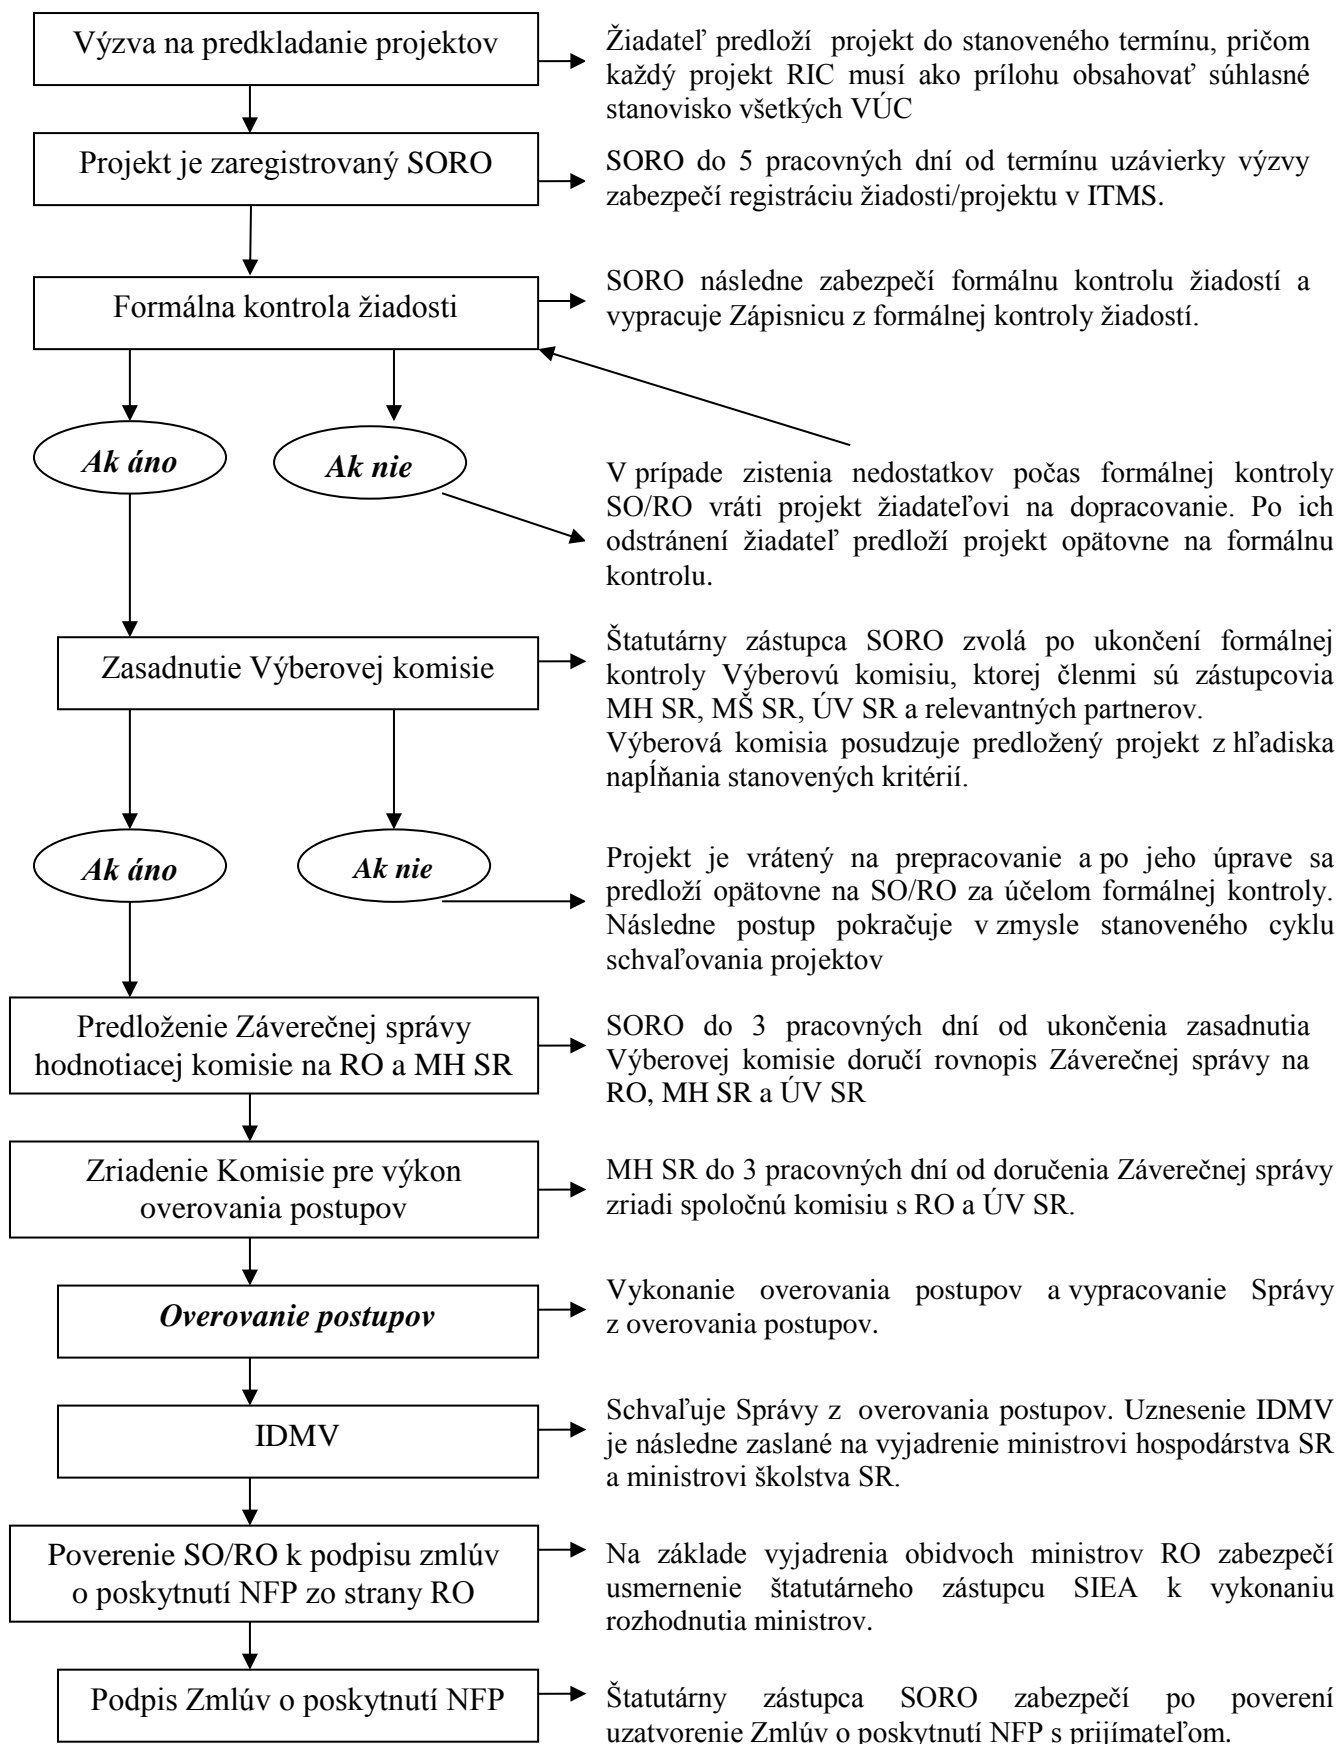 Výzva na predkladanie projektov
Žiadateľ predloží projekt do stanoveného termínu, pričom
každý projekt RIC musí ako prílohu obsahovať súhlasné
stanovisko všetkých VÚC
Projekt je zaregistrovaný SORO
SORO do 5 pracovných dní od termínu uzávierky výzvy
zabezpečí registráciu žiadosti/projektu v ITMS.
Formálna kontrola žiadosti
SORO následne zabezpečí formálnu kontrolu žiadostí a
vypracuje Zápisnicu z formálnej kontroly žiadostí.
Ak áno
Ak nie
V prípade zistenia nedostatkov počas formálnej kontroly
SO/RO vráti projekt žiadateľovi na dopracovanie. Po ich
odstránení žiadateľ predloží projekt opätovne na formálnu
kontrolu.
Zasadnutie Výberovej komisie
Štatutárny zástupca SORO zvolá po ukončení formálnej
kontroly Výberovú komisiu, ktorej členmi sú zástupcovia
MH SR, MŠ SR, ÚV SR a relevantných partnerov.
Výberová komisia posudzuje predložený projekt z hľadiska
napĺňania stanovených kritérií.
Ak áno
Ak nie
Projekt je vrátený na prepracovanie a po jeho úprave sa
predloží opätovne na SO/RO za účelom formálnej kontroly.
Následne postup pokračuje v zmysle stanoveného cyklu
schvaľovania projektov
Predloženie Záverečnej správy
hodnotiacej komisie na RO a MH SR
SORO do 3 pracovných dní od ukončenia zasadnutia
Výberovej komisie doručí rovnopis Záverečnej správy na
RO, MH SR a ÚV SR
Zriadenie Komisie pre výkon
overovania postupov
MH SR do 3 pracovných dní od doručenia Záverečnej správy
zriadi spoločnú komisiu s RO a ÚV SR.
Overovanie postupov
Vykonanie overovania postupov a vypracovanie Správy
z overovania postupov.
IDMV
Schvaľuje Správy z overovania postupov. Uznesenie IDMV
je následne zaslané na vyjadrenie ministrovi hospodárstva SR
a ministrovi školstva SR.
Poverenie SO/RO k podpisu zmlúv
o poskytnutí NFP zo strany RO
Na základe vyjadrenia obidvoch ministrov RO zabezpečí
usmernenie štatutárneho zástupcu SIEA k vykonaniu
rozhodnutia ministrov.
Podpis Zmlúv o poskytnutí NFP
Štatutárny zástupca SORO zabezpečí po poverení
uzatvorenie Zmlúv o poskytnutí NFP s prijímateľom.